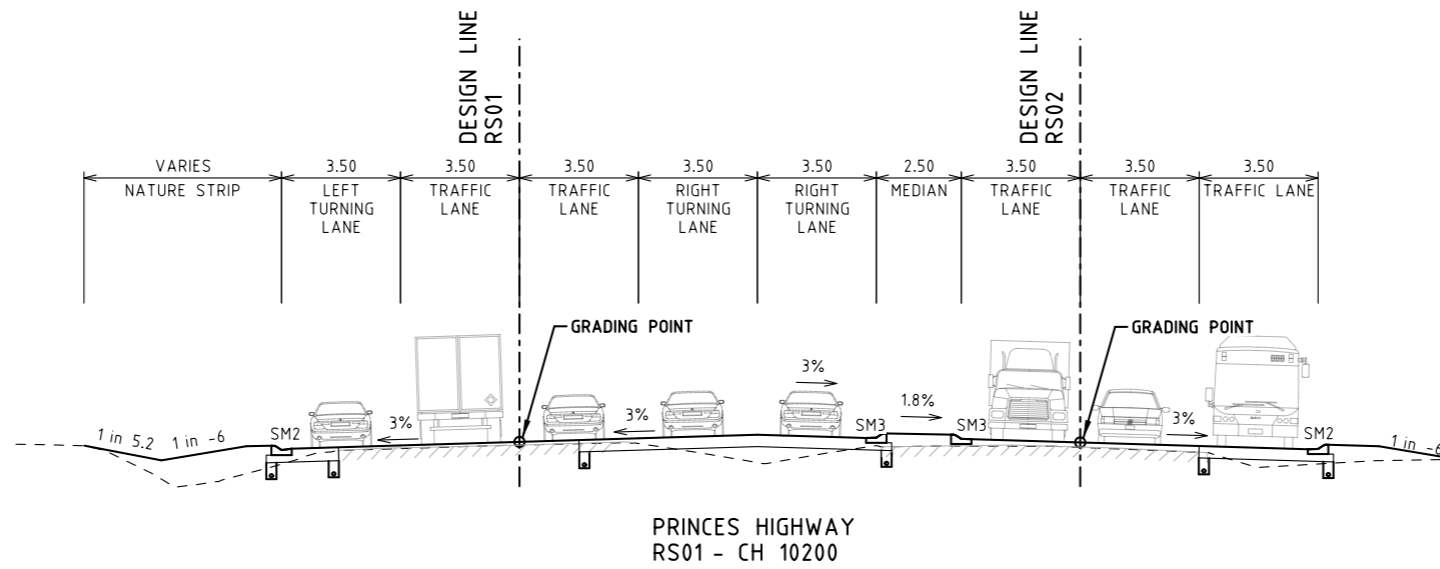 DESIGN LINE
RS01
DESIGN LINE
RS02
VARIES 3.50 3.50 3.50 3.50 3.50 2.50 3.50 3.50 3.50
NATURE STRIP LEFT TRAFFIC TRAFFIC RIGHT RIGHT MEDIAN TRAFFIC TRAFFIC TRAFFIC LANE
TURNING LANE LANE TURNING TURNING LANE LANE
LANE LANE LANE
GRADING POINT GRADING POINT
3%
1.8%
1 in 5.2 1 in -6 SM2 3% 3% SM3 SM3 3% SM2 1 in -6
PRINCES HIGHWAY
RS01 - CH 10200